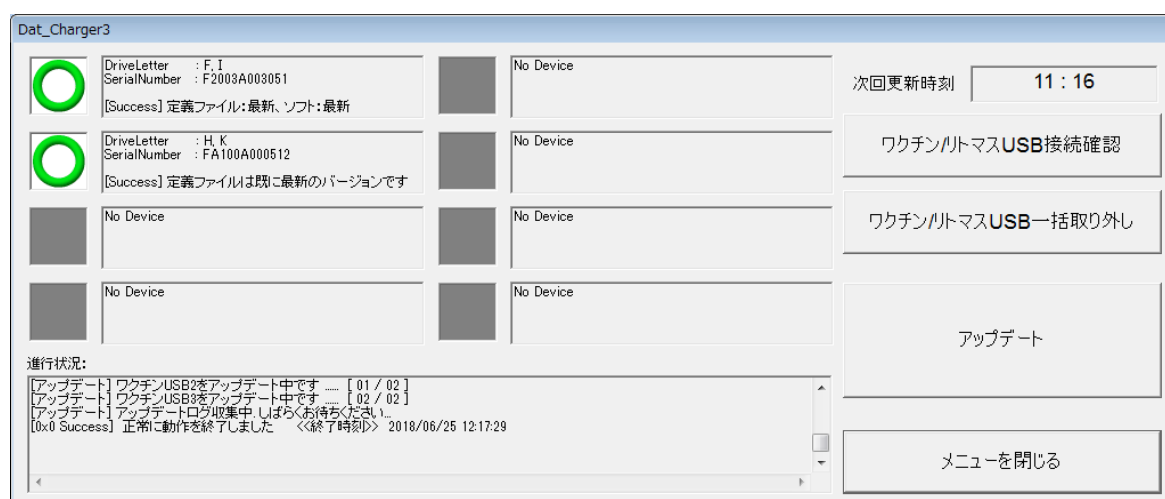 Dat_Charger3
DriveLetter : F, I
SerialNumber : F2003A003051
[Success] 定義ファイル：最新、ソフト：最新
DriveLetter : H, K
SerialNumber : FA100A000512
[Success] 定義ファイルは既に最新のバージョンです
No Device
No Device
No Device
No Device
No Device
No Device
次回更新時刻
11：16
ワクチン/リトマスUSB接続確認
ワクチン/リトマスUSB一括取り外し
アップデート
メニューを閉じる
進行状況:
[アップデート] ワクチンUSB2をアップデート中です ..... [ 01 / 02 ]
[アップデート] ワクチンUSB3をアップデート中です ..... [ 02 / 02 ]
[アップデート] アップデートログ収集中.しばらくお待ちください...
[0x0 Success] 正常に動作を終了しました <<終了時刻>> 2018/06/25 12:17:29